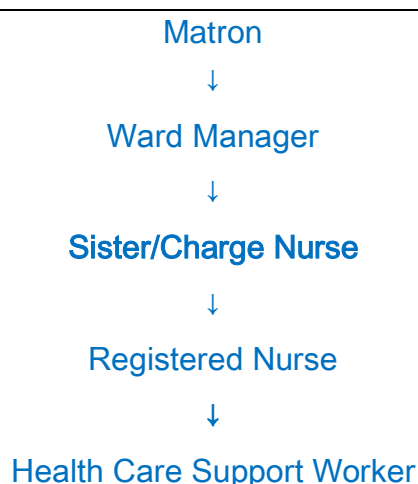 Matron
↓
Ward Manager
↓
Sister/Charge Nurse
↓
Registered Nurse
↓
Health Care Support Worker